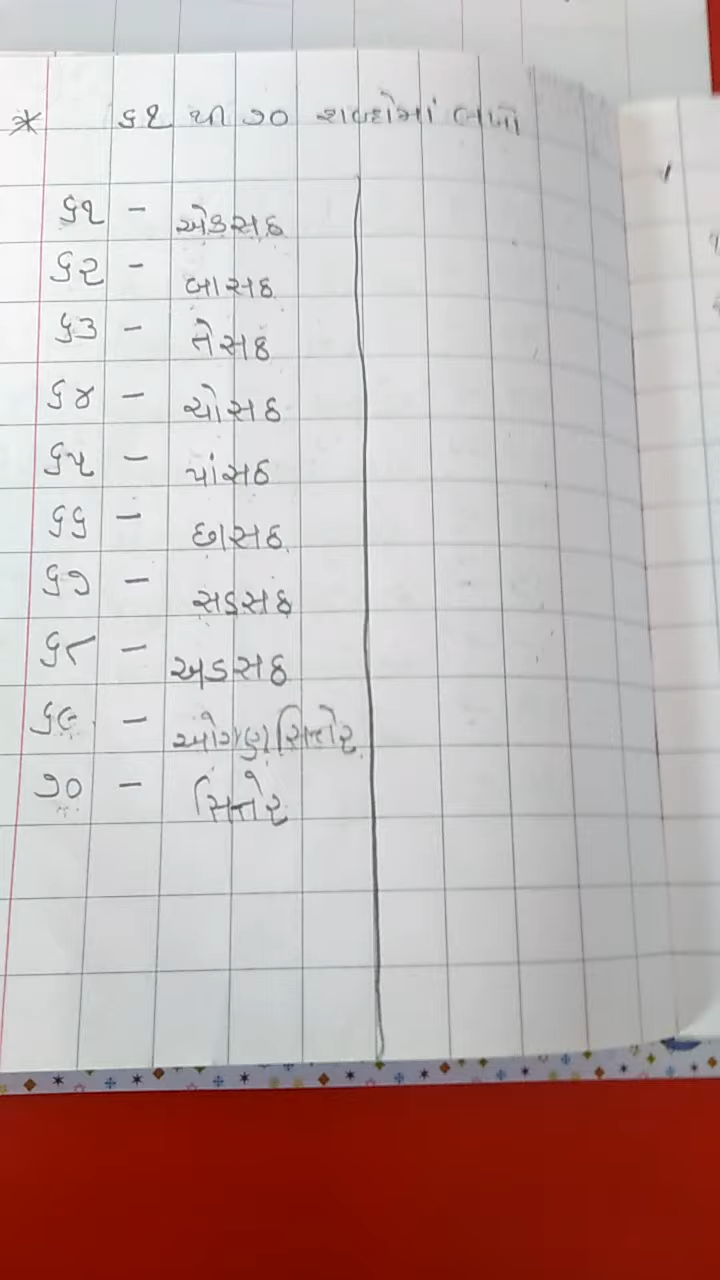 * ૬૧ થી ૭૦ શબ્દોમાં લખો
૬૧ - એકસઠ
૬૨ - બાસઠ
૬૩ - તેસઠ
૬૪ - ચોસઠ
૬૫ - પાંસઠ
૬૬ - છાસઠ
૬૭ - સડસઠ
૬૮ - અડસઠ
૬૯ - ઓગણસિત્તેર
૭૦ - સિત્તેર